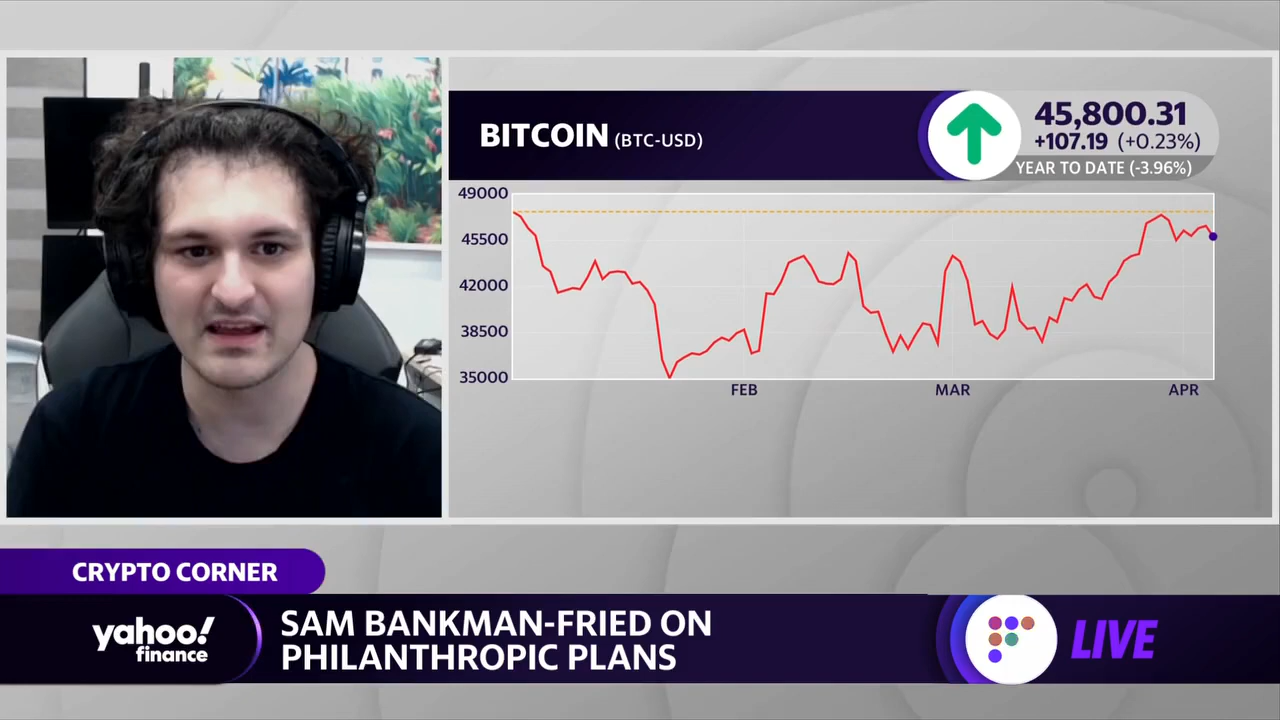 BITCOIN (BTC-USD)
45,800.31
+107.19 (+0.23%)
YEAR TO DATE (-3.96%)
49000
45500
42000
38500
35000
FEB MAR APR
CRYPTO CORNER
yahoo!
finance
SAM BANKMAN-FRIED ON
PHILANTHROPIC PLANS
LIVE